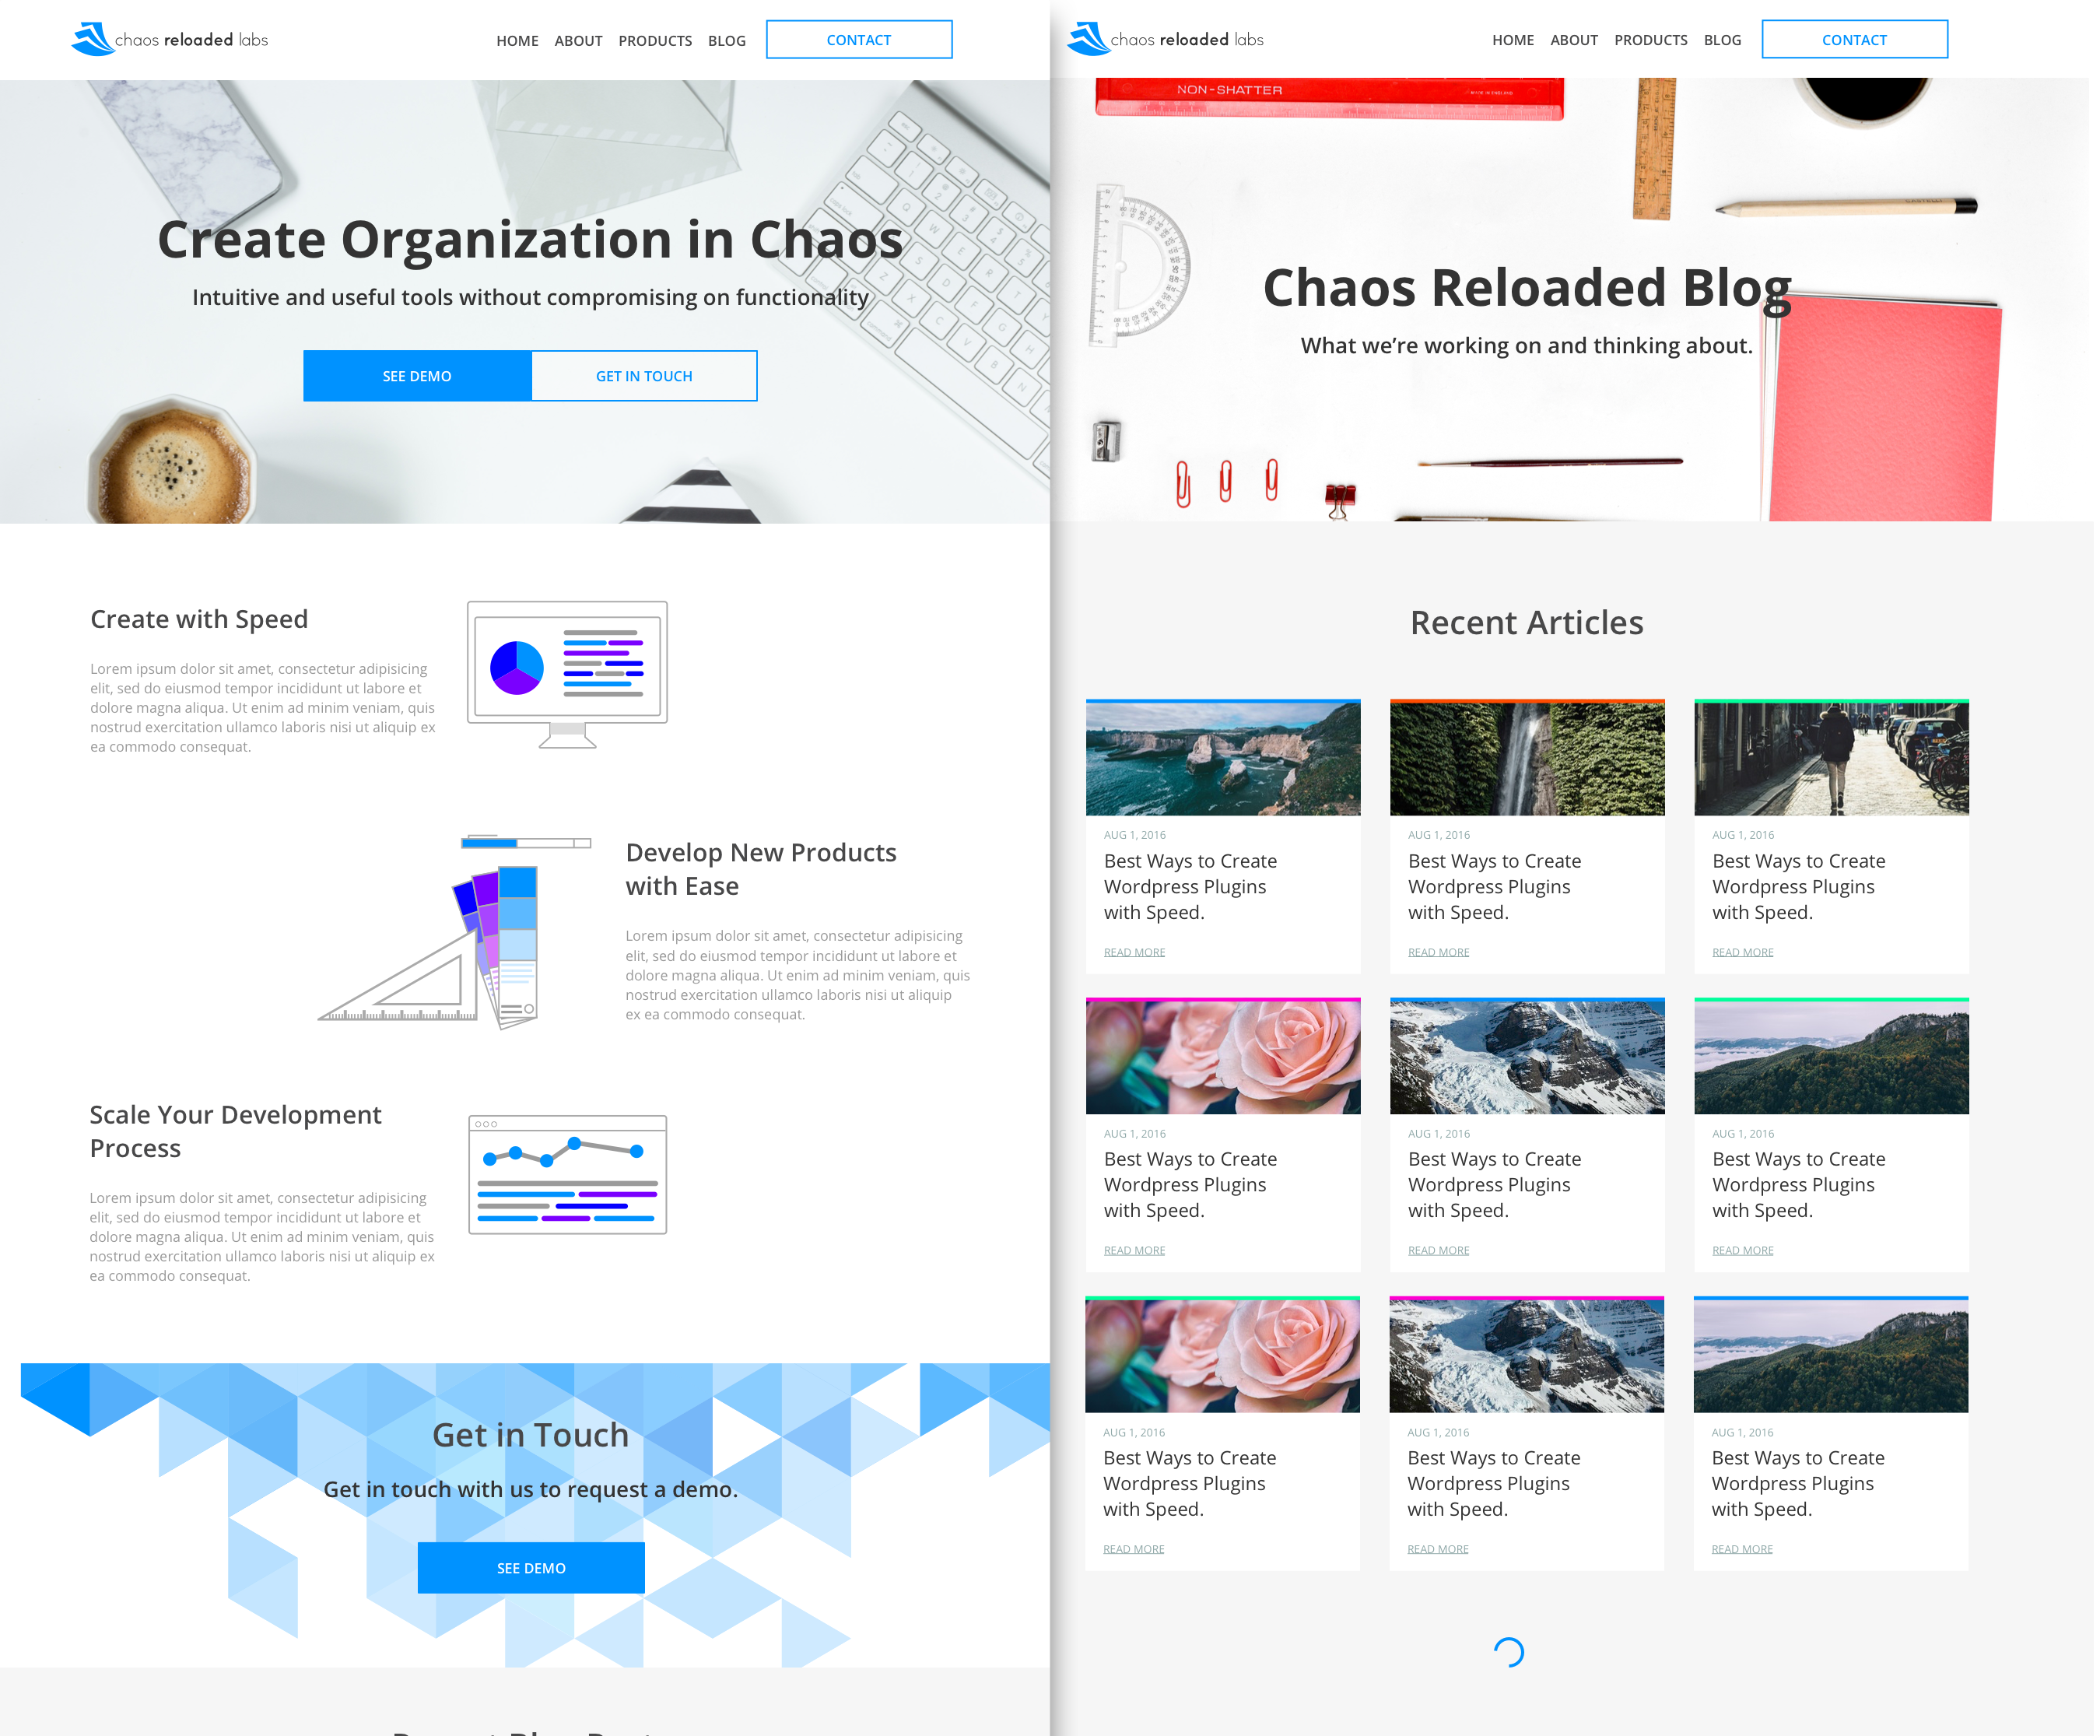 chaos reloaded labs
HOME ABOUT PRODUCTS BLOG CONTACT
Create Organization in Chaos
Intuitive and useful tools without compromising on functionality
SEE DEMO GET IN TOUCH
Create with Speed
Lorem ipsum dolor sit amet, consectetur adipisicing
elit, sed do eiusmod tempor incididunt ut labore et
dolore magna aliqua. Ut enim ad minim veniam, quis
nostrud exercitation ullamco laboris nisi ut aliquip ex
ea commodo consequat.
Develop New Products
with Ease
Lorem ipsum dolor sit amet, consectetur adipisicing
elit, sed do eiusmod tempor incididunt ut labore et
dolore magna aliqua. Ut enim ad minim veniam, quis
nostrud exercitation ullamco laboris nisi ut aliquip
ex ea commodo consequat.
Scale Your Development
Process
Lorem ipsum dolor sit amet, consectetur adipisicing
elit, sed do eiusmod tempor incididunt ut labore et
dolore magna aliqua. Ut enim ad minim veniam, quis
nostrud exercitation ullamco laboris nisi ut aliquip ex
ea commodo consequat.
Get in Touch
Get in touch with us to request a demo.
SEE DEMO
chaos reloaded labs
HOME ABOUT PRODUCTS BLOG CONTACT
NON-SHATTER
Chaos Reloaded Blog
What we’re working on and thinking about.
Recent Articles
AUG 1, 2016
Best Ways to Create
Wordpress Plugins
with Speed.
READ MORE
AUG 1, 2016
Best Ways to Create
Wordpress Plugins
with Speed.
READ MORE
AUG 1, 2016
Best Ways to Create
Wordpress Plugins
with Speed.
READ MORE
AUG 1, 2016
Best Ways to Create
Wordpress Plugins
with Speed.
READ MORE
AUG 1, 2016
Best Ways to Create
Wordpress Plugins
with Speed.
READ MORE
AUG 1, 2016
Best Ways to Create
Wordpress Plugins
with Speed.
READ MORE
AUG 1, 2016
Best Ways to Create
Wordpress Plugins
with Speed.
READ MORE
AUG 1, 2016
Best Ways to Create
Wordpress Plugins
with Speed.
READ MORE
AUG 1, 2016
Best Ways to Create
Wordpress Plugins
with Speed.
READ MORE